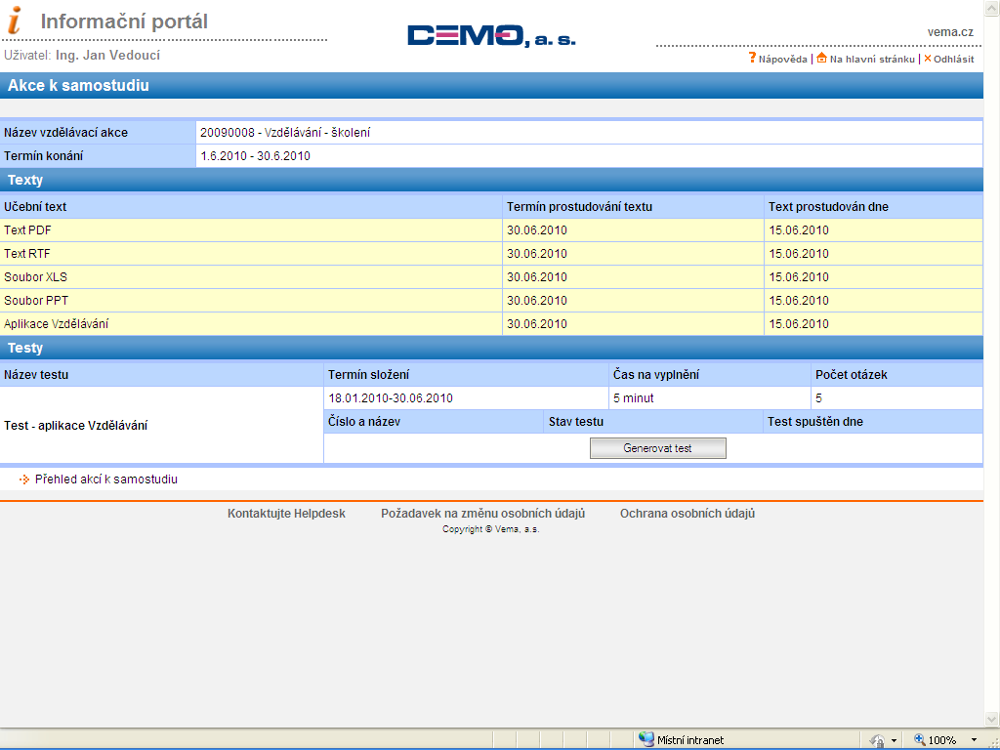 Informační portál
DEMO, a. s.
vema.cz
Uživatel: Ing. Jan Vedoucí
? Nápověda | Na hlavní stránku | Odhlásit
Akce k samostudiu
Název vzdělávací akce 20090008 - Vzdělávání - školení
Termín konání 1.6.2010 - 30.6.2010
Texty
Učební text Termín prostudování textu Text prostudován dne
Text PDF 30.06.2010 15.06.2010
Text RTF 30.06.2010 15.06.2010
Soubor XLS 30.06.2010 15.06.2010
Soubor PPT 30.06.2010 15.06.2010
Aplikace Vzdělávání 30.06.2010 15.06.2010
Testy
Název testu Termín složení Čas na vyplnění Počet otázek
18.01.2010-30.06.2010 5 minut 5
Test - aplikace Vzdělávání Číslo a název Stav testu Test spuštěn dne
Generovat test
Přehled akcí k samostudiu
Kontaktujte Helpdesk Požadavek na změnu osobních údajů Ochrana osobních údajů
Copyright © Vema, a.s.
Místní intranet 100%